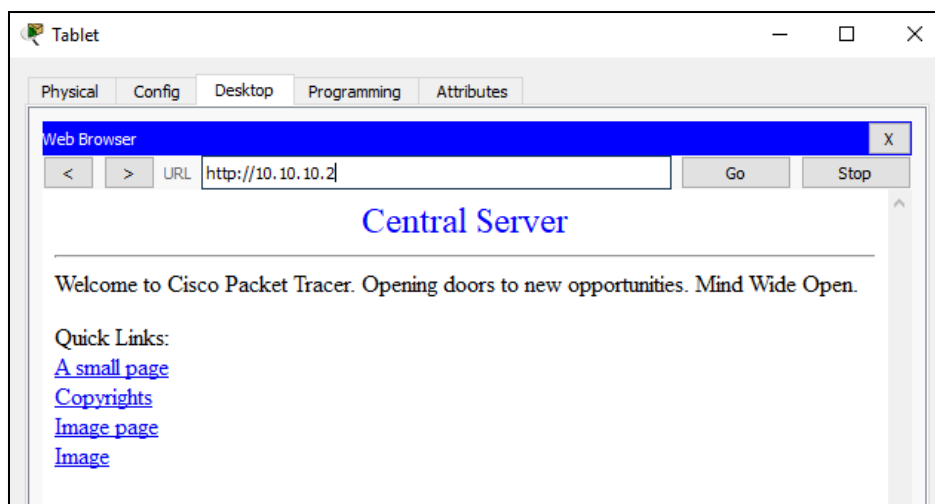 Tablet
Physical Config Desktop Programming Attributes
Web Browser X
< > URL http://10.10.10.2 Go Stop
Central Server
Welcome to Cisco Packet Tracer. Opening doors to new opportunities. Mind Wide Open.
Quick Links:
A small page
Copyrights
Image page
Image